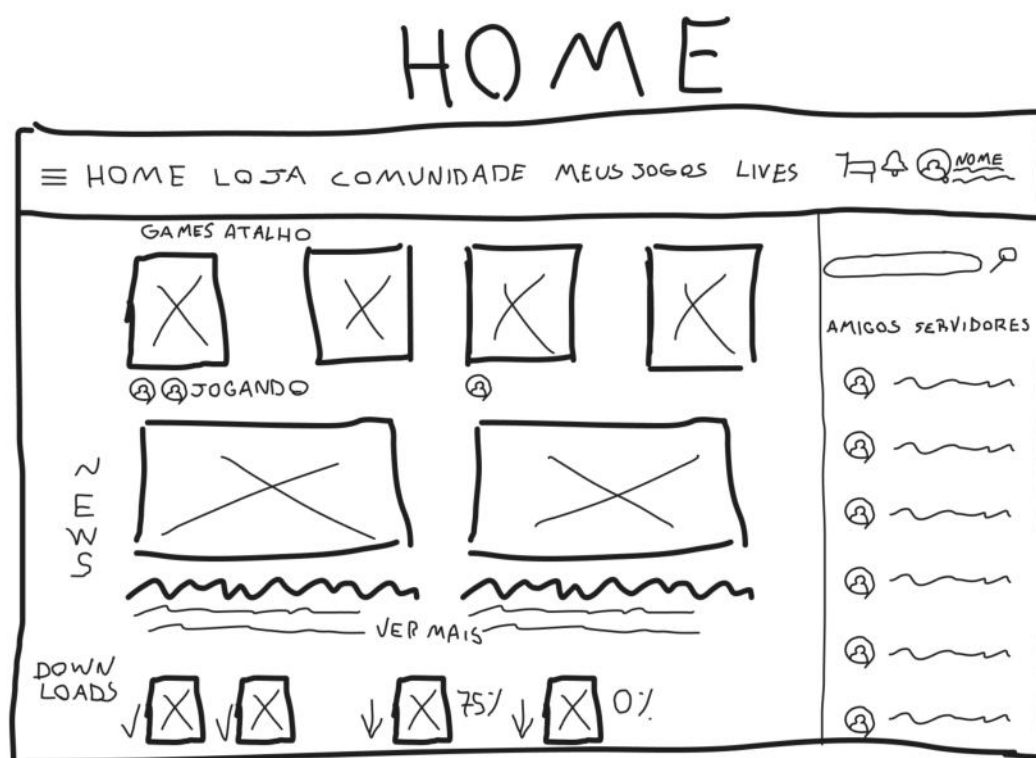 HOME
HOME LOJA COMUNIDADE MEUS JOGOS LIVES NOME
GAMES ATALHO
AMIGOS SERVIDORES
JOGANDO
NEWS
VER MAIS
DOWN
LOADS
75% 0%